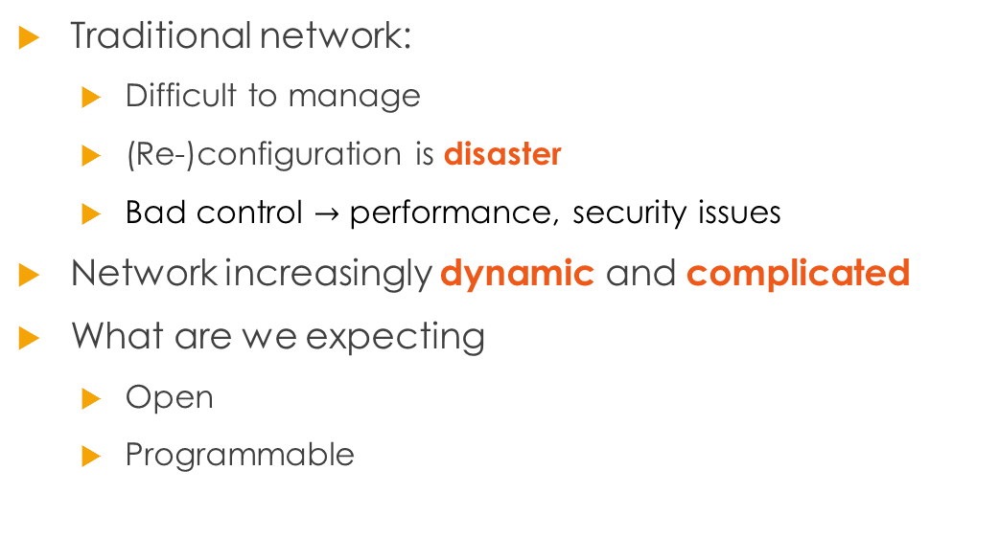 Traditional network:
Difficult to manage
(Re-)configuration is disaster
Bad control → performance, security issues
Network increasingly dynamic and complicated
What are we expecting
Open
Programmable